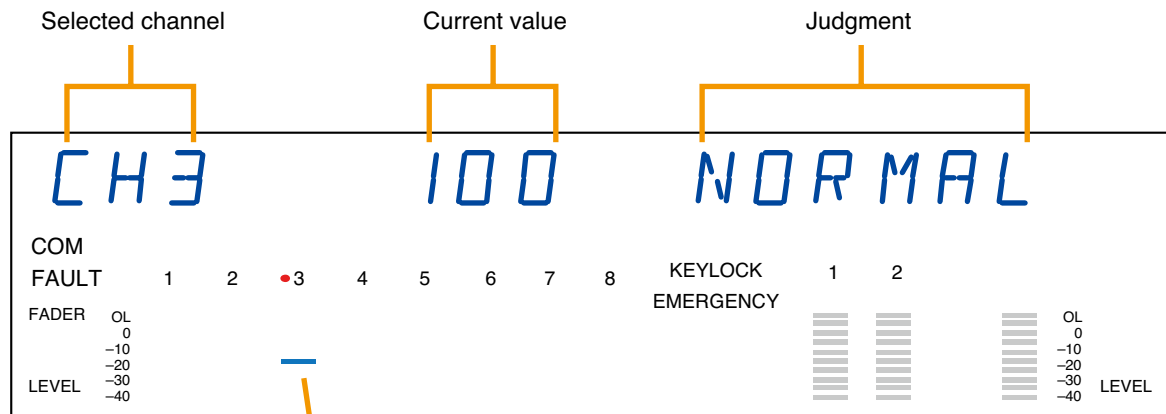 Selected channel Current value Judgment
CH3 100 NORMAL
COM
FAULT 1 2 3 4 5 6 7 8 KEYLOCK 1 2
EMERGENCY
FADER OL OL
0 0
–10 –10
–20 –20
LEVEL –30 –30 LEVEL
–40 –40